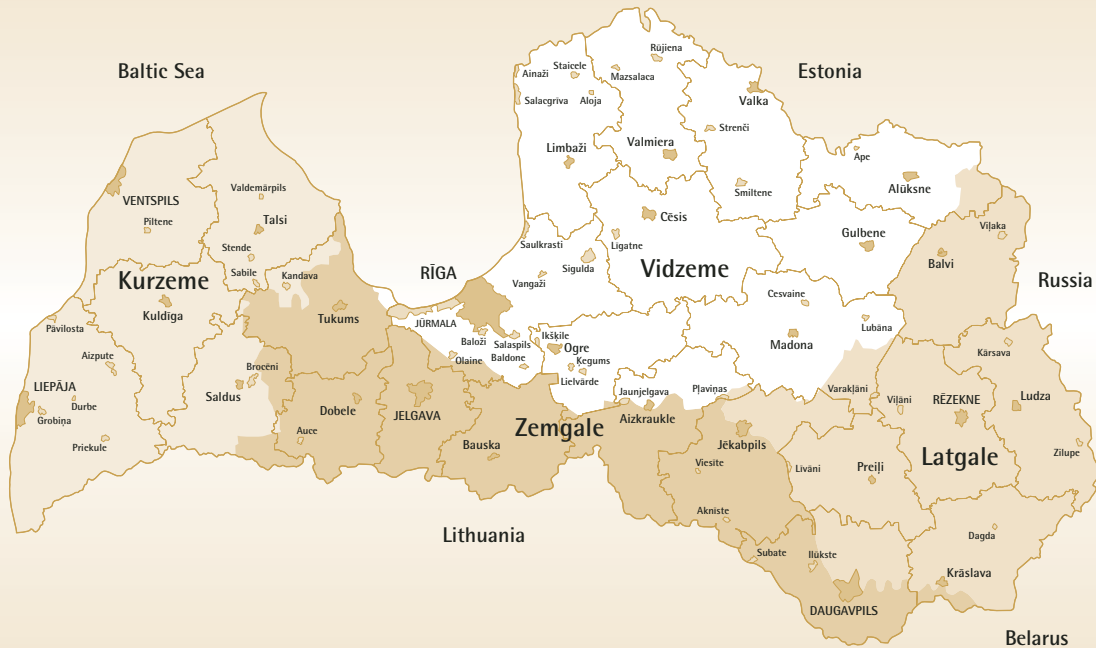 Baltic Sea
Estonia
Russia
Belarus
Lithuania
RĪGA
Kurzeme
Vidzeme
Zemgale
Latgale
Rūjiena
Staicele
Ainaži
Mazsalaca
Salacgrīva
Aloja
Valka
Strenči
Limbaži
Valmiera
Ape
Alūksne
Smiltene
VENTSPILS
Valdemārpils
Piltene
Talsi
Cēsis
Līgatne
Gulbene
Viļaka
Balvi
Stende
Sabile
Kandava
Saulkrasti
Sigulda
Vangaži
Kuldīga
Tukums
Cesvaine
Lubāna
Madona
Pāvilosta
JŪRMALA
Baloži
Salaspils
Olaine
Baldone
Ikšķile
Ogre
Ķegums
Lielvārde
Aizpute
Kārsava
LIEPĀJA
Durbe
Grobiņa
Saldus
Brocēni
Dobele
JELGAVA
Jaunjelgava
Pļaviņas
Varakļāni
Viļāni
RĒZEKNE
Ludza
Aizkraukle
Auce
Bauska
Jēkabpils
Priekule
Zilupe
Viesīte
Līvāni
Preiļi
Aknīste
Dagda
Subate
Ilūkste
Krāslava
DAUGAVPILS